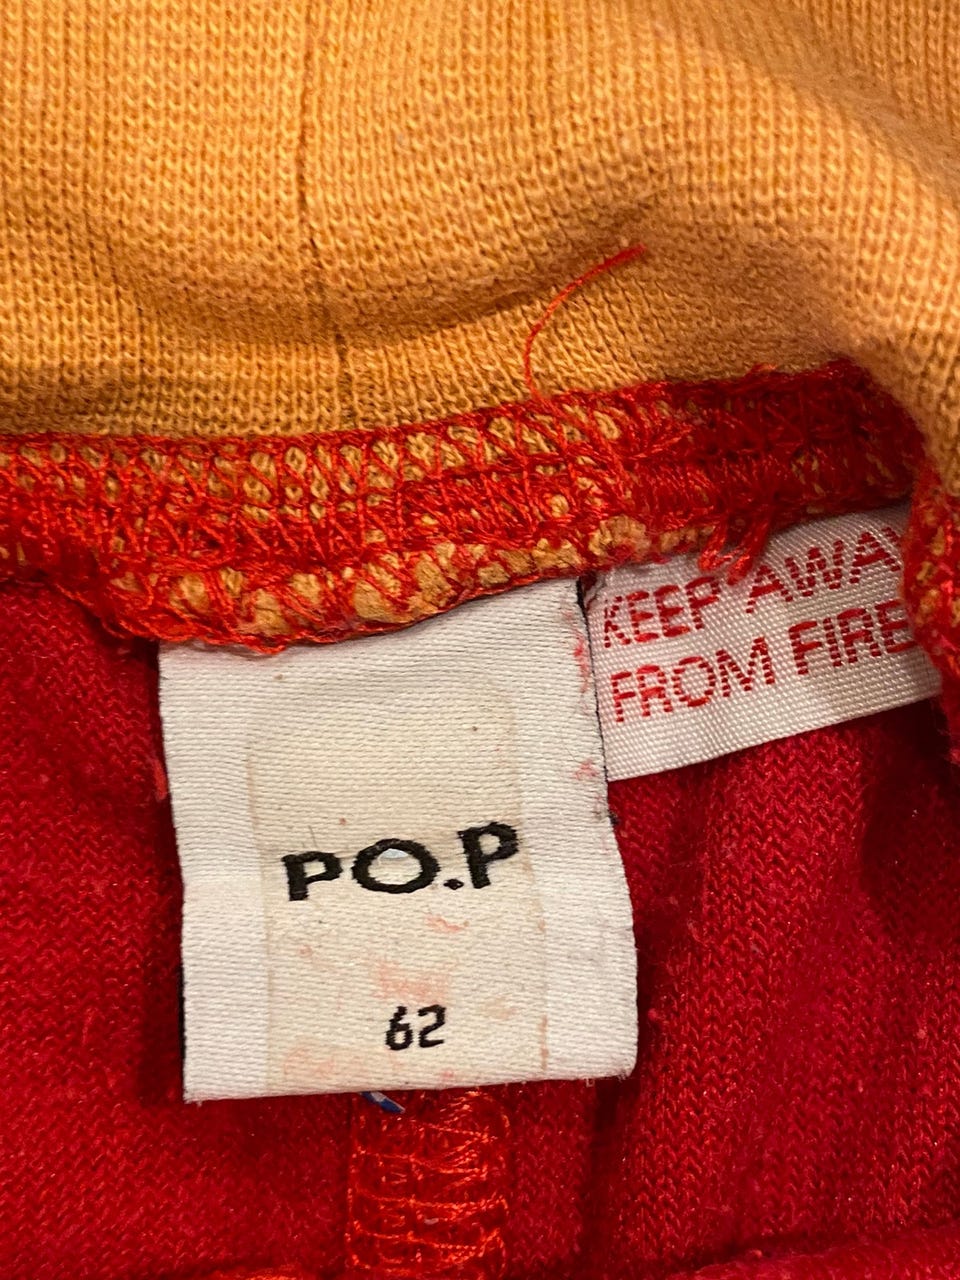 KEEP AWAY
FROM FIRE
PO.P
62